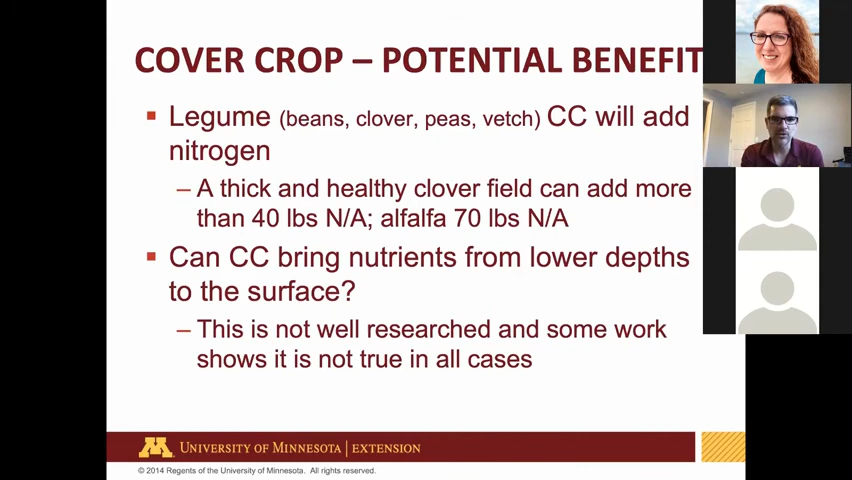 COVER CROP – POTENTIAL BENEFIT
Legume (beans, clover, peas, vetch) CC will add
nitrogen
– A thick and healthy clover field can add more
than 40 lbs N/A; alfalfa 70 lbs N/A
Can CC bring nutrients from lower depths
to the surface?
– This is not well researched and some work
shows it is not true in all cases
M UNIVERSITY OF MINNESOTA | EXTENSION
© 2014 Regents of the University of Minnesota. All rights reserved.